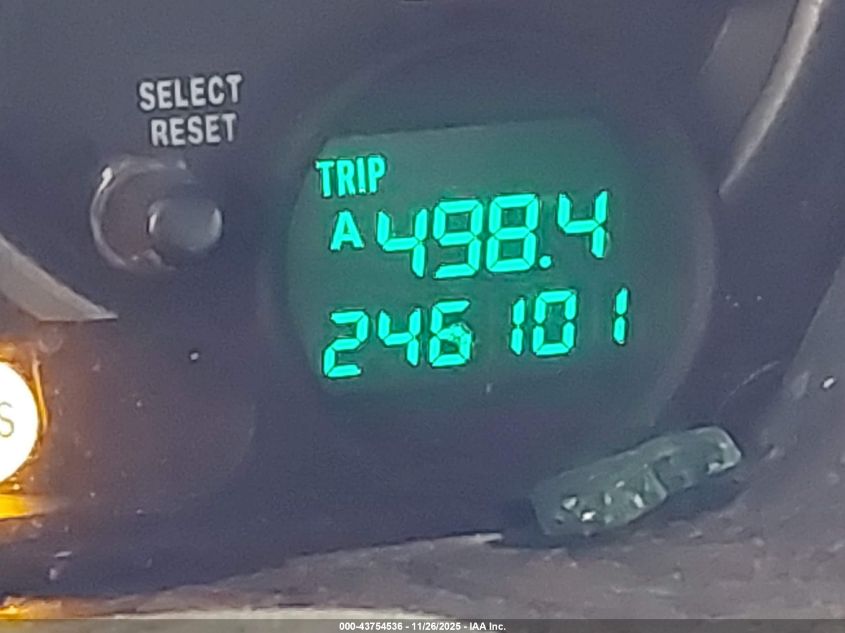 SELECT
RESET
TRIP
A 498.4
246101
S
000-43754536 - 11/26/2025 - IAA Inc.